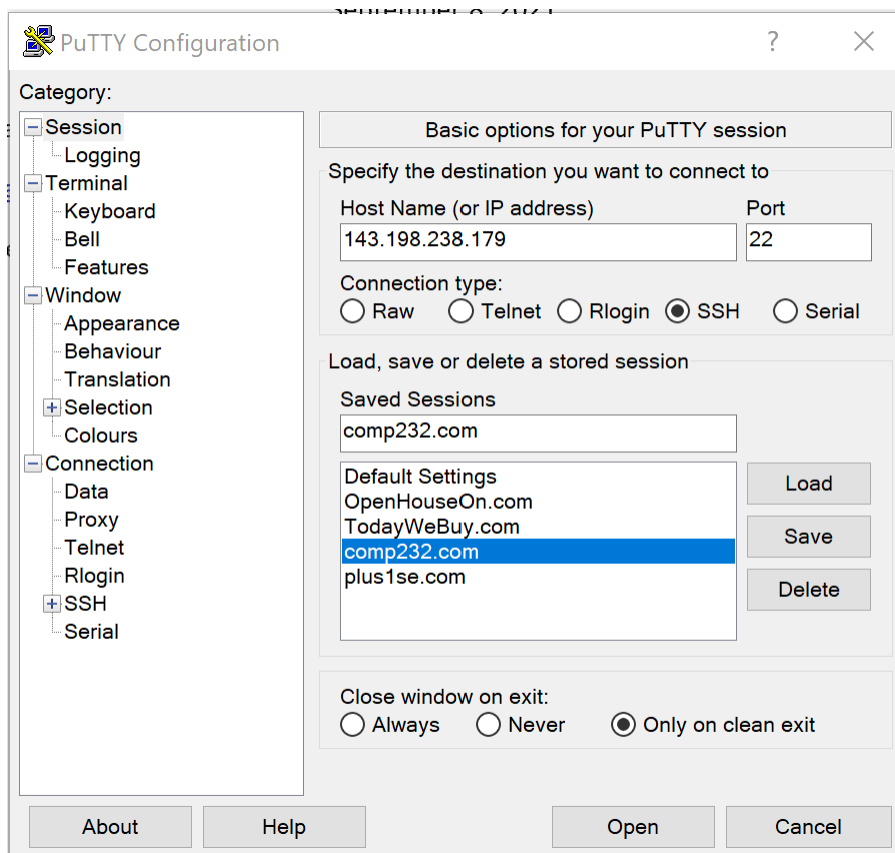 September 8, 2021
PuTTY Configuration
? 
Category:
Session
Logging
Terminal
Keyboard
Bell
Features
Window
Appearance
Behaviour
Translation
Selection
Colours
Connection
Data
Proxy
Telnet
Rlogin
SSH
Serial
Basic options for your PuTTY session
Specify the destination you want to connect to
Host Name (or IP address) Port
143.198.238.179 22
Connection type:
Raw Telnet Rlogin SSH Serial
Load, save or delete a stored session
Saved Sessions
comp232.com
Default Settings
OpenHouseOn.com
TodayWeBuy.com
comp232.com
plus1se.com
Load
Save
Delete
Close window on exit:
Always Never Only on clean exit
About Help Open Cancel